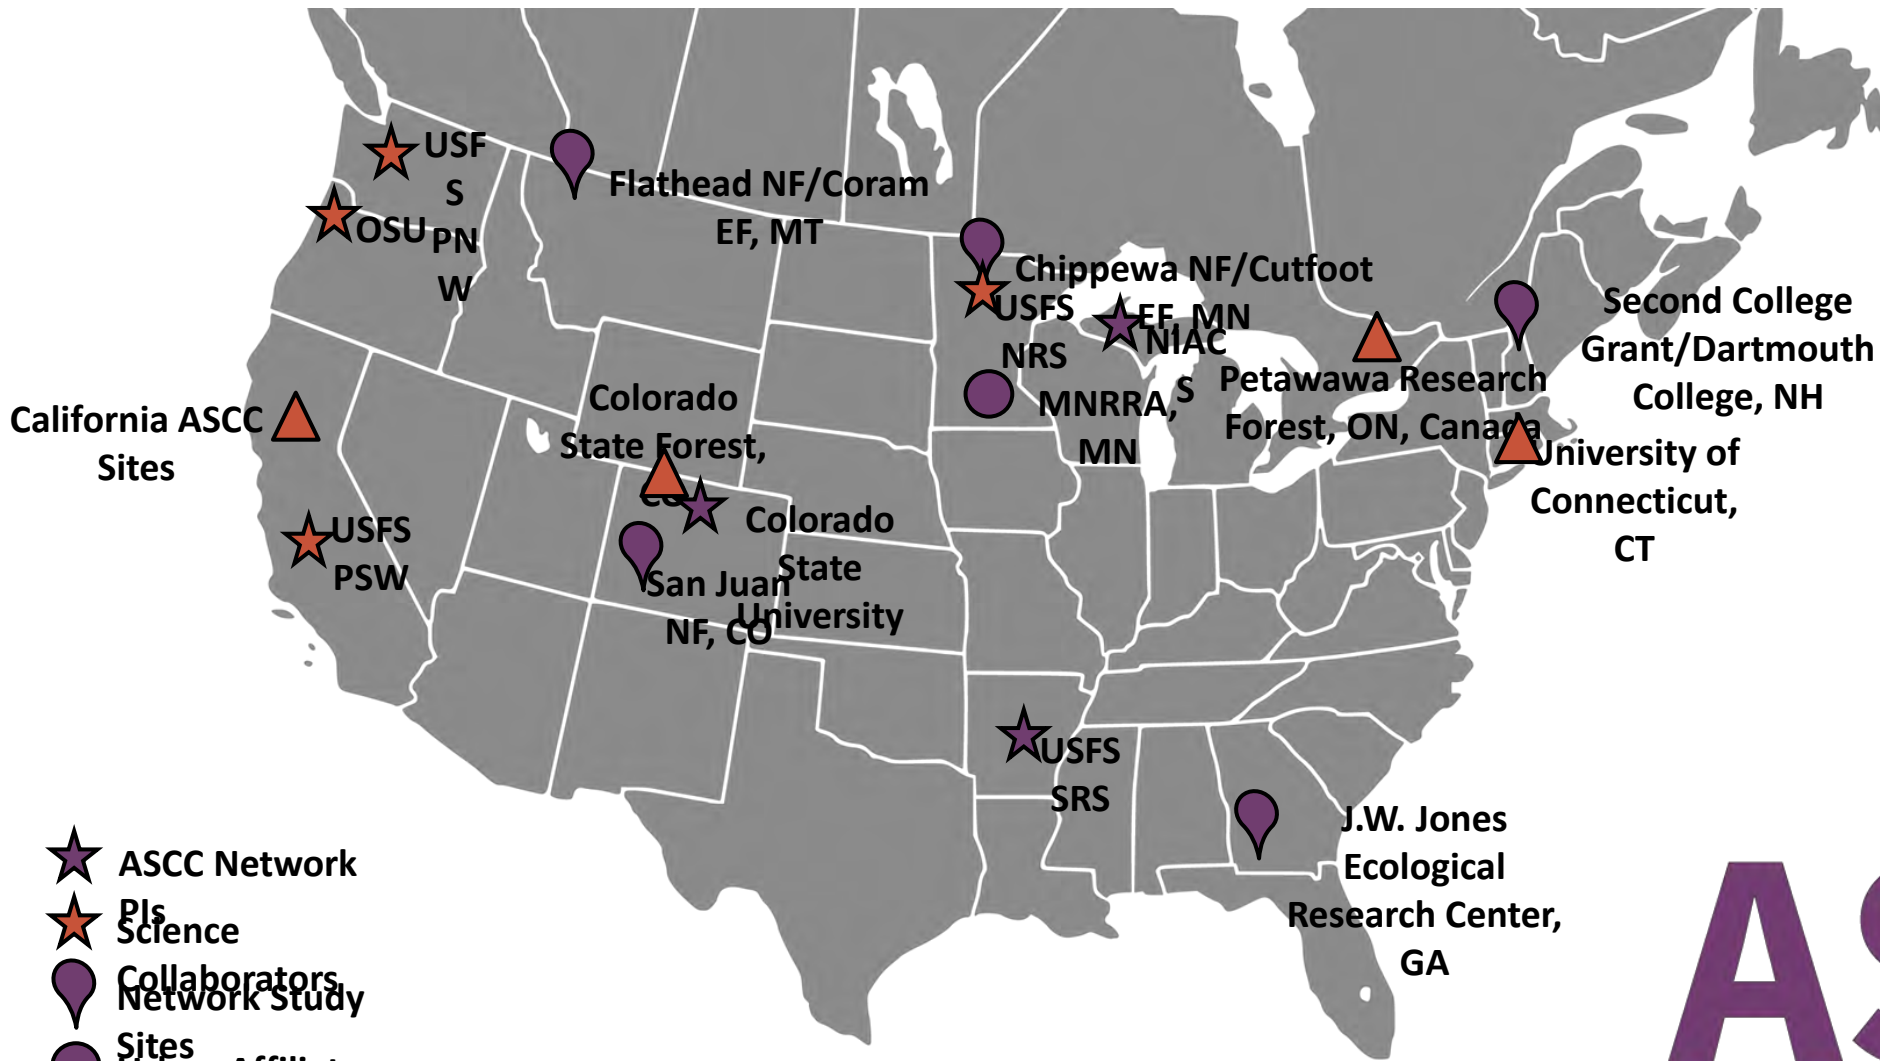 USF
S
PN
W
OSU
Flathead NF/Coram
EF, MT
Chippewa NF/Cutfoot
EF, MN
USFS
NRS
NIAC
S
MNRRA,
MN
Petawawa Research
Forest, ON, Canada
Second College
Grant/Dartmouth
College, NH
University of
Connecticut,
CT
California ASCC
Sites
Colorado
State Forest,
CO
Colorado
State
University
San Juan
NF, CO
USFS
PSW
USFS
SRS
J.W. Jones
Ecological
Research Center,
GA
ASCC Network
PIs
Science
Collaborators
Network Study
Sites
AS